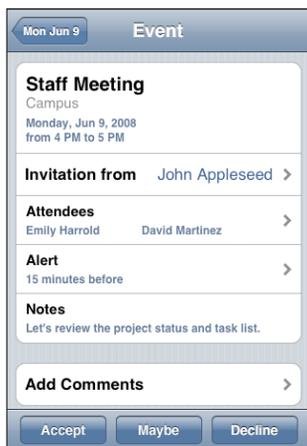 Mon Jun 9 Event
Staff Meeting
Campus
Monday, Jun 9, 2008
from 4 PM to 5 PM
Invitation from John Appleseed
Attendees
Emily Harrold David Martinez
Alert
15 minutes before
Notes
Let's review the project status and task list.
Add Comments
Accept Maybe Decline